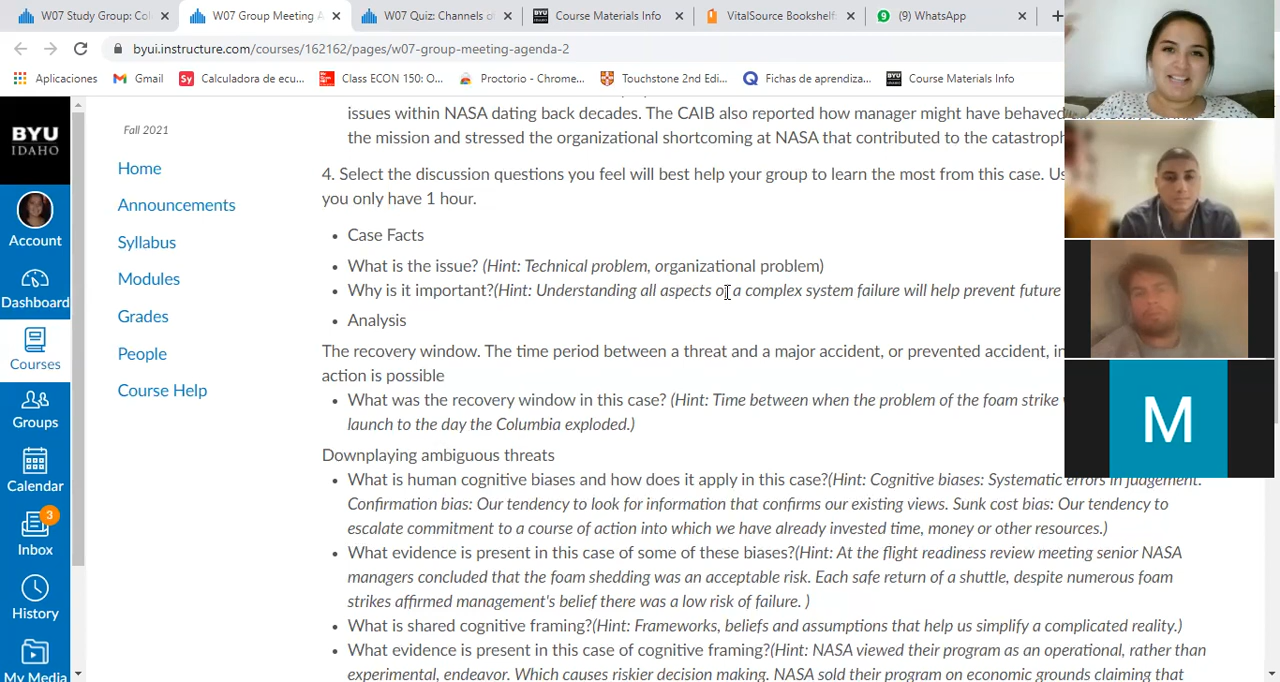 W07 Study Group: Co
W07 Group Meeting A
W07 Quiz: Channels o
Course Materials Info
VitalSource Bookshelf:
(9) WhatsApp
byui.instructure.com/courses/162162/pages/w07-group-meeting-agenda-2
Aplicaciones
Gmail
Sy Calculadora de ecu...
Class ECON 150: O...
Proctorio - Chrome...
Touchstone 2nd Edi...
Fichas de aprendiza...
Course Materials Info
BYU
IDAHO
Account
Dashboard
Courses
Groups
Calendar
3
Inbox
History
My Media
Fall 2021
Home
Announcements
Syllabus
Modules
Grades
People
Course Help
issues within NASA dating back decades. The CAIB also reported how manager might have behaved
the mission and stressed the organizational shortcoming at NASA that contributed to the catastrop
4. Select the discussion questions you feel will best help your group to learn the most from this case. Us
you only have 1 hour.
• Case Facts
• What is the issue? (Hint: Technical problem, organizational problem)
• Why is it important?(Hint: Understanding all aspects of a complex system failure will help prevent future
• Analysis
The recovery window. The time period between a threat and a major accident, or prevented accident, in
action is possible
• What was the recovery window in this case? (Hint: Time between when the problem of the foam strike
launch to the day the Columbia exploded.)
Downplaying ambiguous threats
• What is human cognitive biases and how does it apply in this case?(Hint: Cognitive biases: Systematic errors in judgement.
Confirmation bias: Our tendency to look for information that confirms our existing views. Sunk cost bias: Our tendency to
escalate commitment to a course of action into which we have already invested time, money or other resources.)
• What evidence is present in this case of some of these biases?(Hint: At the flight readiness review meeting senior NASA
managers concluded that the foam shedding was an acceptable risk. Each safe return of a shuttle, despite numerous foam
strikes affirmed management's belief there was a low risk of failure. )
• What is shared cognitive framing?(Hint: Frameworks, beliefs and assumptions that help us simplify a complicated reality.)
• What evidence is present in this case of cognitive framing?(Hint: NASA viewed their program as an operational, rather than
experimental, endeavor. Which causes riskier decision making. NASA sold their program on economic grounds claiming that
M